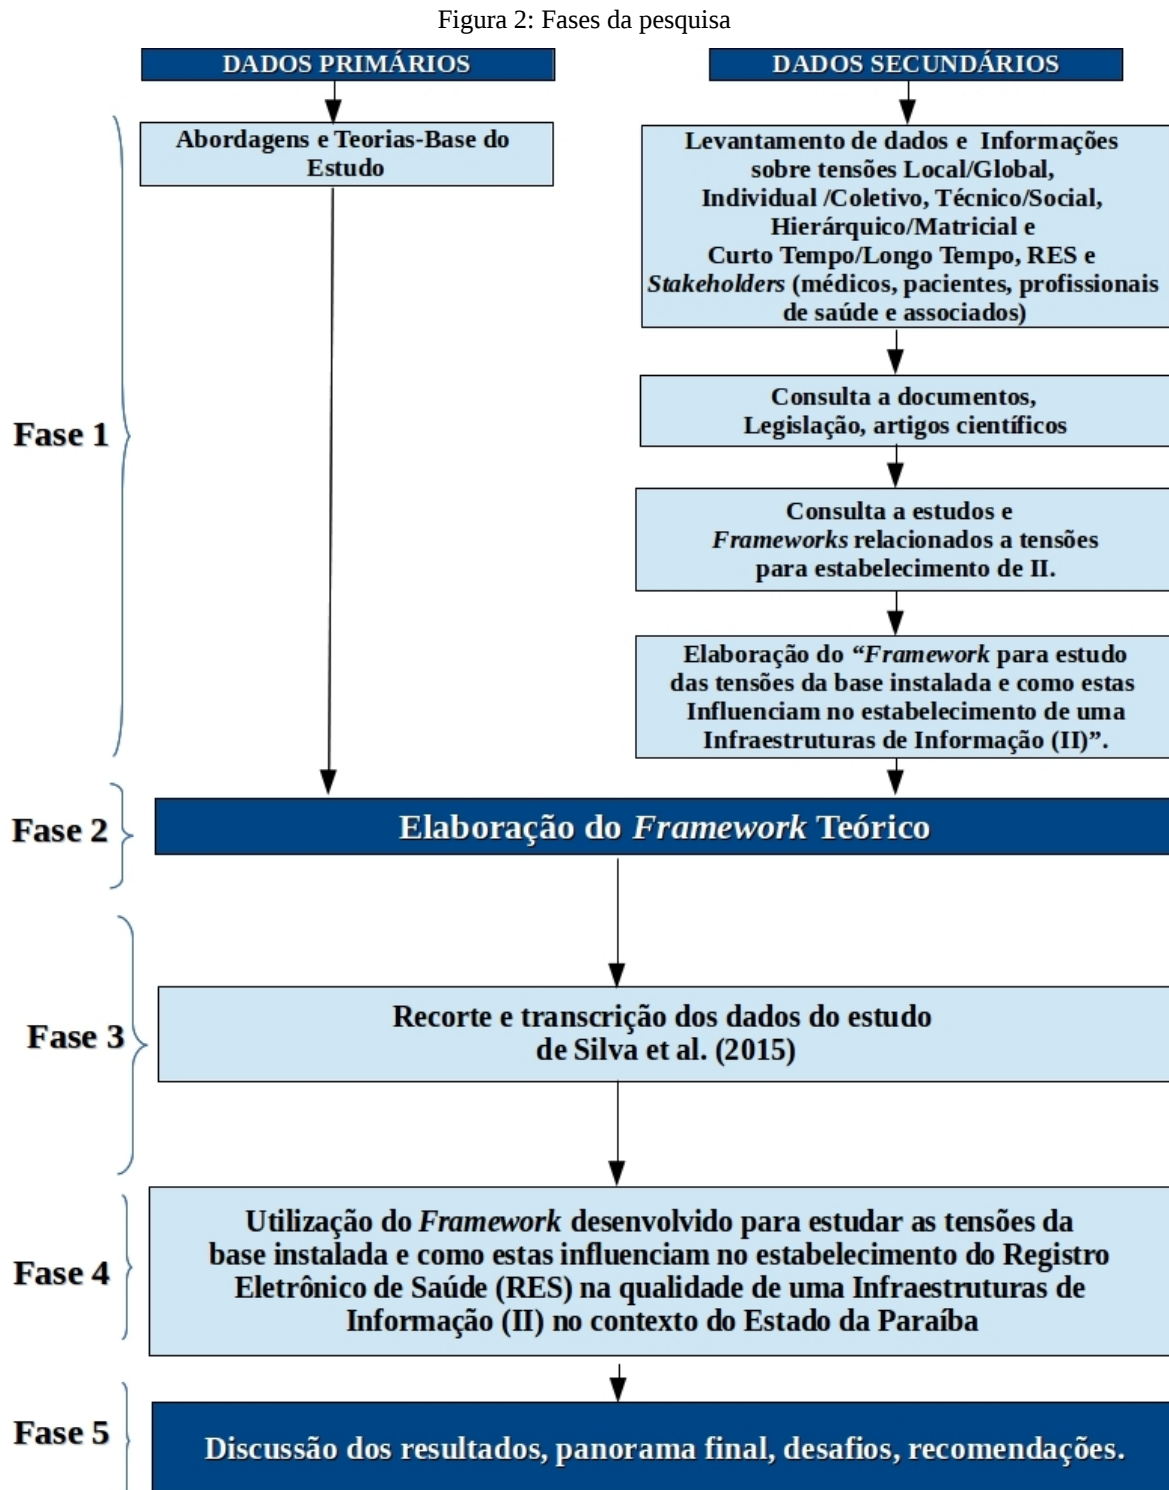 Figura 2: Fases da pesquisa
DADOS PRIMÁRIOS
DADOS SECUNDÁRIOS
Fase 1
Abordagens e Teorias-Base do
Estudo
Levantamento de dados e Informações
sobre tensões Local/Global,
Individual /Coletivo, Técnico/Social,
Hierárquico/Matricial e
Curto Tempo/Longo Tempo, RES e
Stakeholders (médicos, pacientes, profissionais
de saúde e associados)
Consulta a documentos,
Legislação, artigos científicos
Consulta a estudos e
Frameworks relacionados a tensões
para estabelecimento de II.
Elaboração do “Framework para estudo
das tensões da base instalada e como estas
Influenciam no estabelecimento de uma
Infraestruturas de Informação (II)”.
Fase 2
Elaboração do Framework Teórico
Fase 3
Recorte e transcrição dos dados do estudo
de Silva et al. (2015)
Fase 4
Utilização do Framework desenvolvido para estudar as tensões da
base instalada e como estas influenciam no estabelecimento do Registro
Eletrônico de Saúde (RES) na qualidade de uma Infraestruturas de
Informação (II) no contexto do Estado da Paraíba
Fase 5
Discussão dos resultados, panorama final, desafios, recomendações.